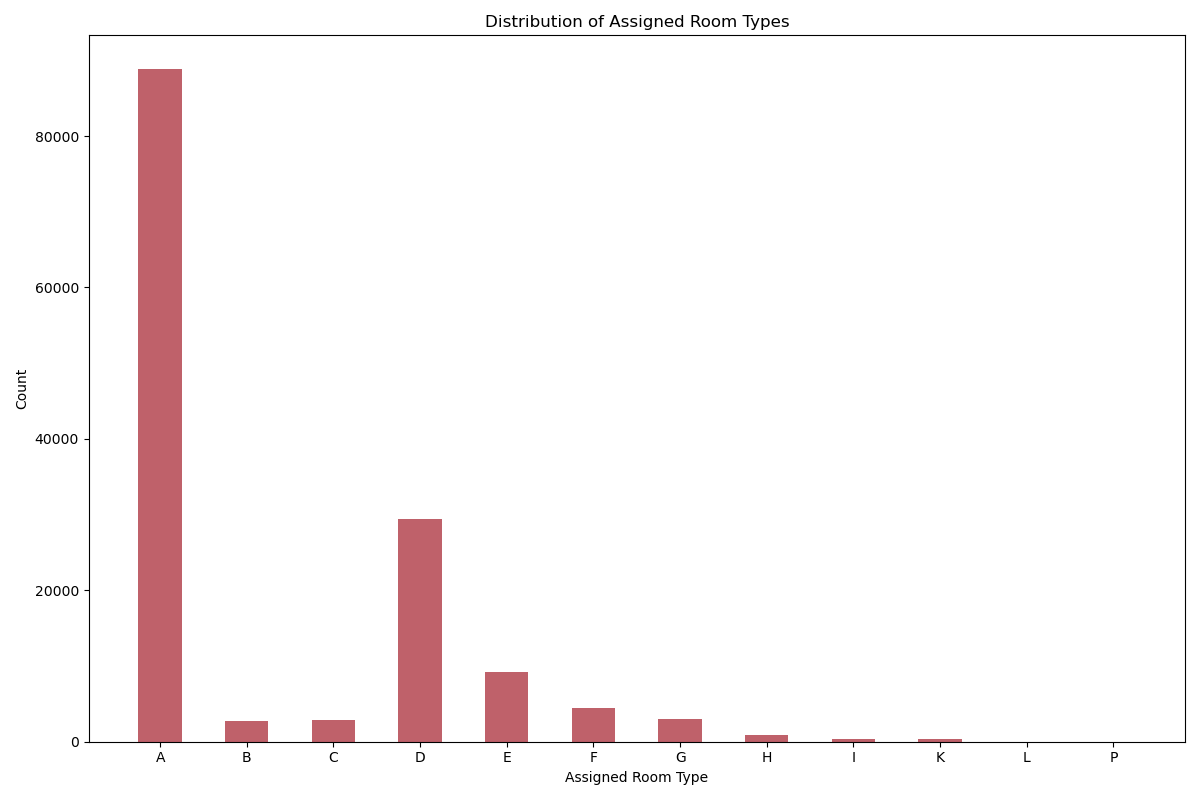 Distribution of Assigned Room Types
80000
60000
40000
20000
0
Count
A B C D E F G H I K L P
Assigned Room Type